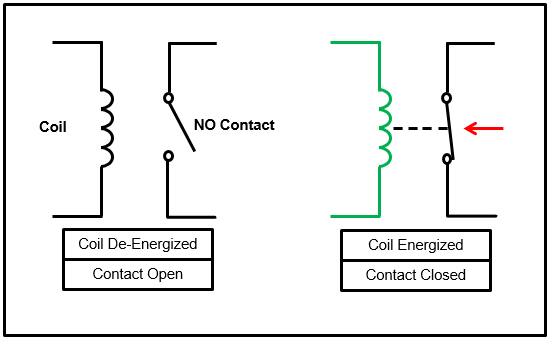 Coil
NO Contact
Coil De-Energized
Contact Open
Coil Energized
Contact Closed